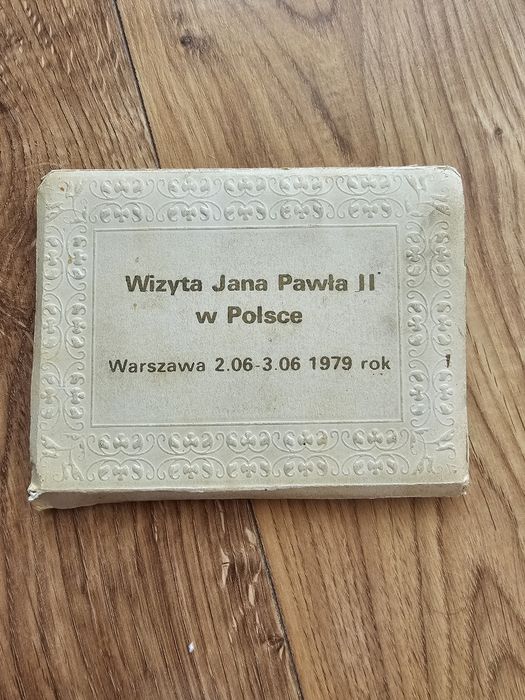 Wizyta Jana Pawła II
w Polsce
Warszawa 2.06-3.06 1979 rok